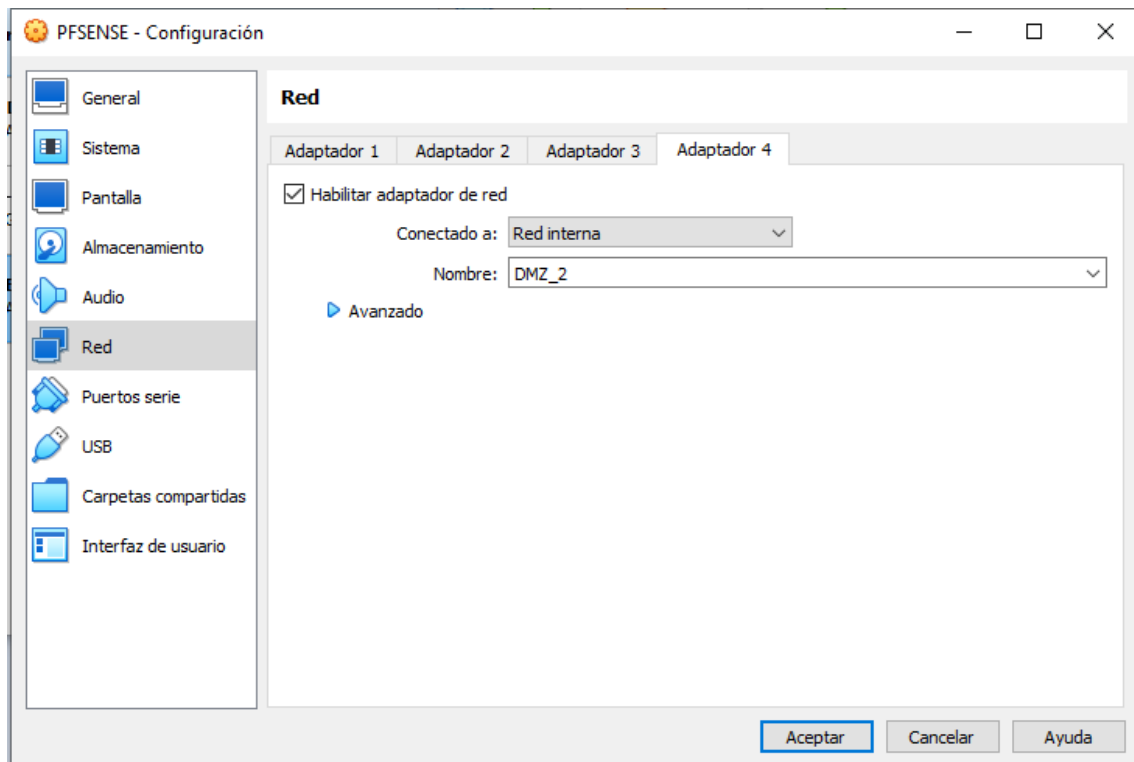 PFSENSE - Configuración
General
Sistema
Pantalla
Almacenamiento
Audio
Red
Puertos serie
USB
Carpetas compartidas
Interfaz de usuario
Red
Adaptador 1 Adaptador 2 Adaptador 3 Adaptador 4
Habilitar adaptador de red
Conectado a: Red interna
Nombre: DMZ_2
Avanzado
Aceptar Cancelar Ayuda